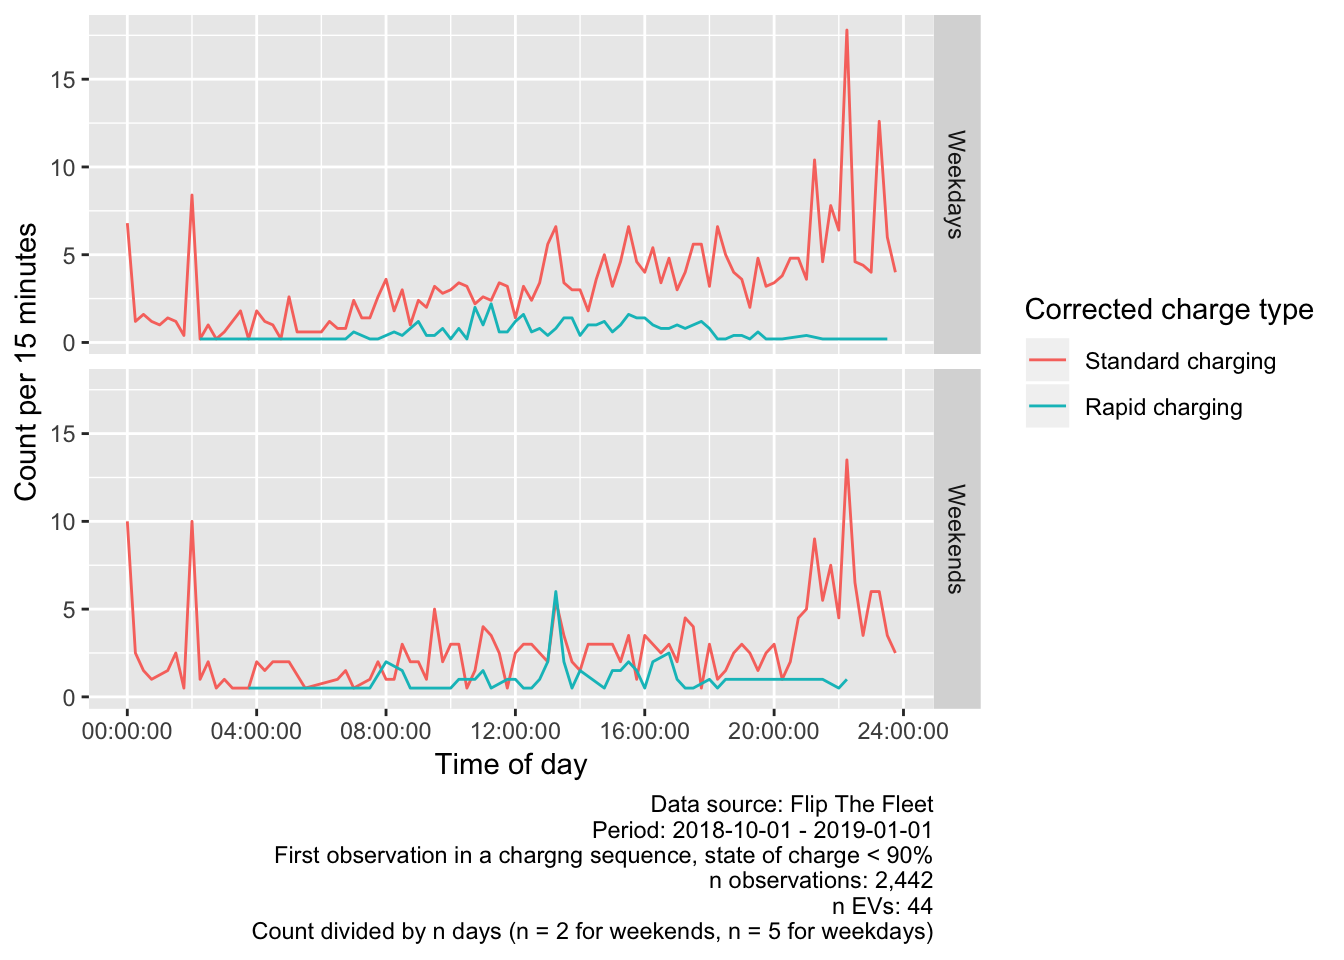 15
10
5
0
Weekdays
Count per 15 minutes
15
10
5
0
Weekends
00:00:00 04:00:00 08:00:00 12:00:00 16:00:00 20:00:00 24:00:00
Time of day
Corrected charge type
Standard charging
Rapid charging
Data source: Flip The Fleet
Period: 2018-10-01 - 2019-01-01
First observation in a chargng sequence, state of charge < 90%
n observations: 2,442
n EVs: 44
Count divided by n days (n = 2 for weekends, n = 5 for weekdays)